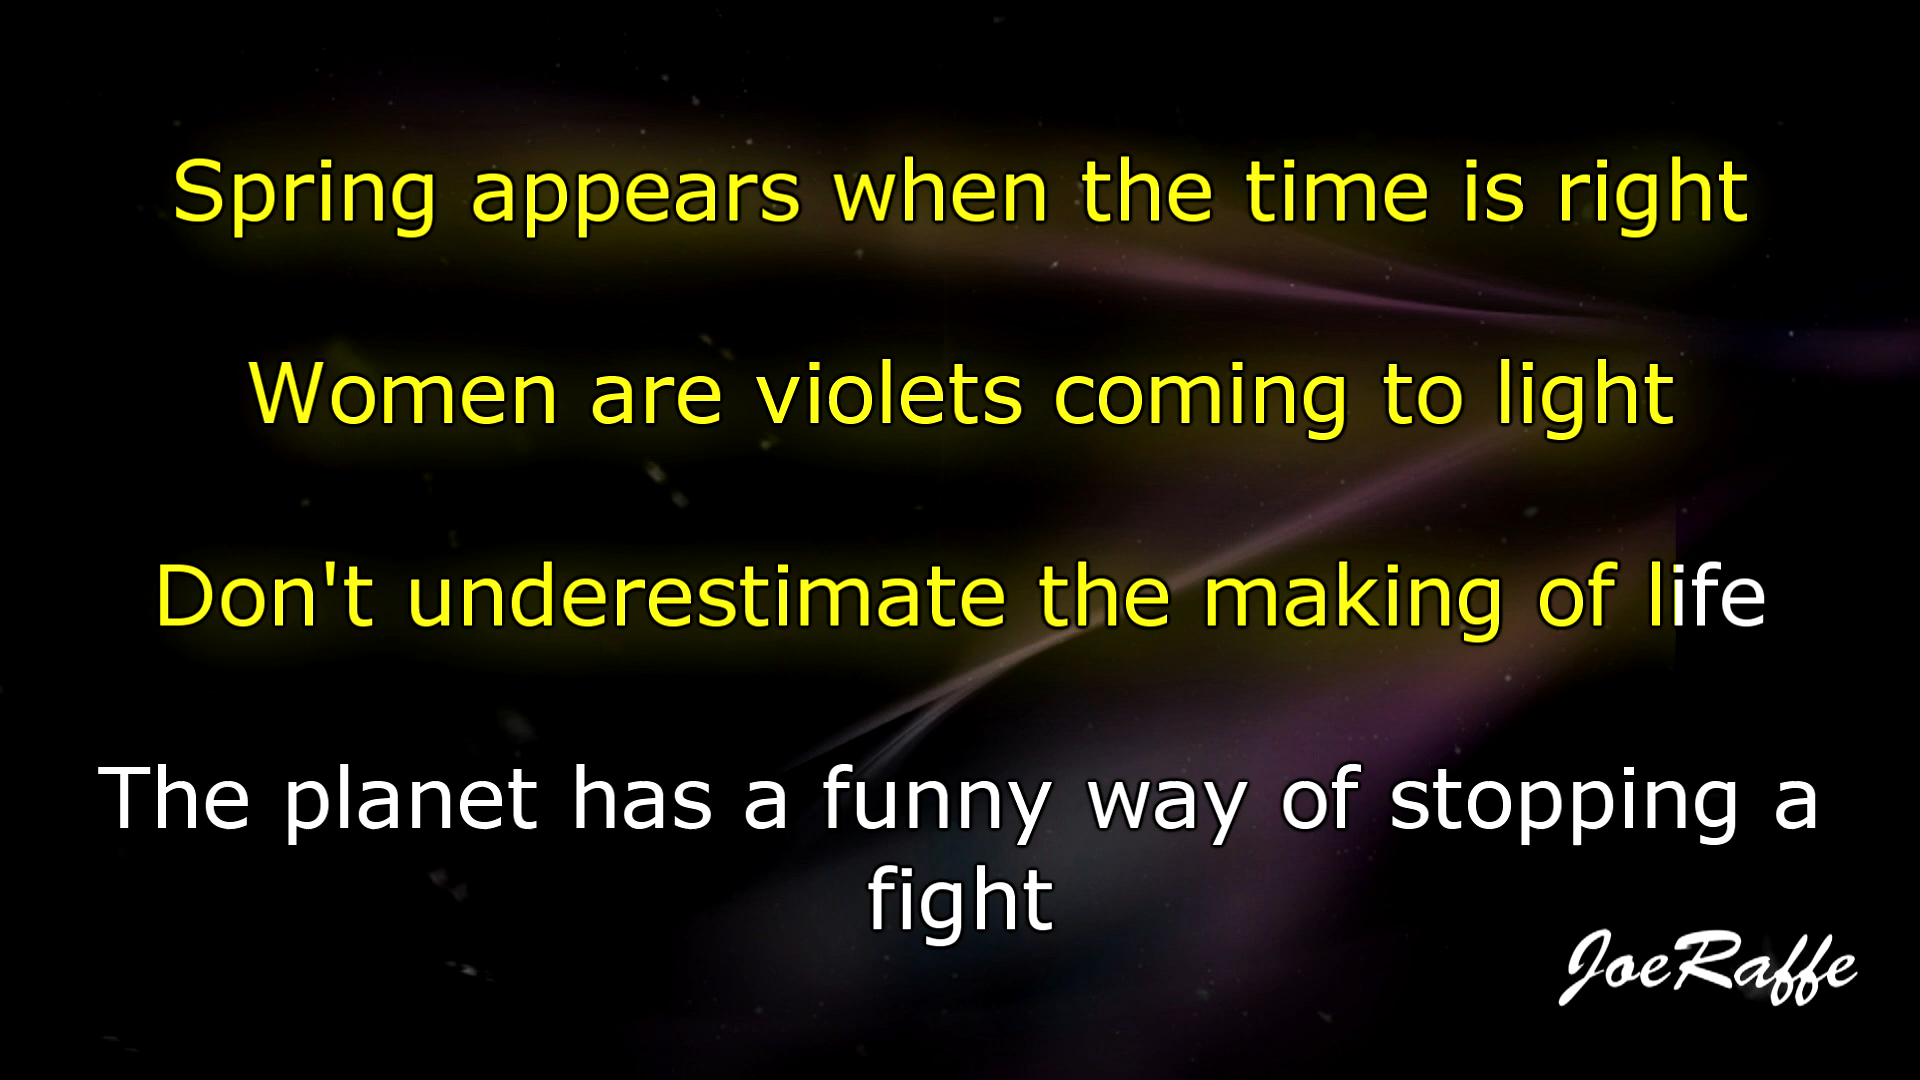 Spring appears when the time is right
Women are violets coming to light
Don't underestimate the making of life
The planet has a funny way of stopping a
fight
JoeRaffe